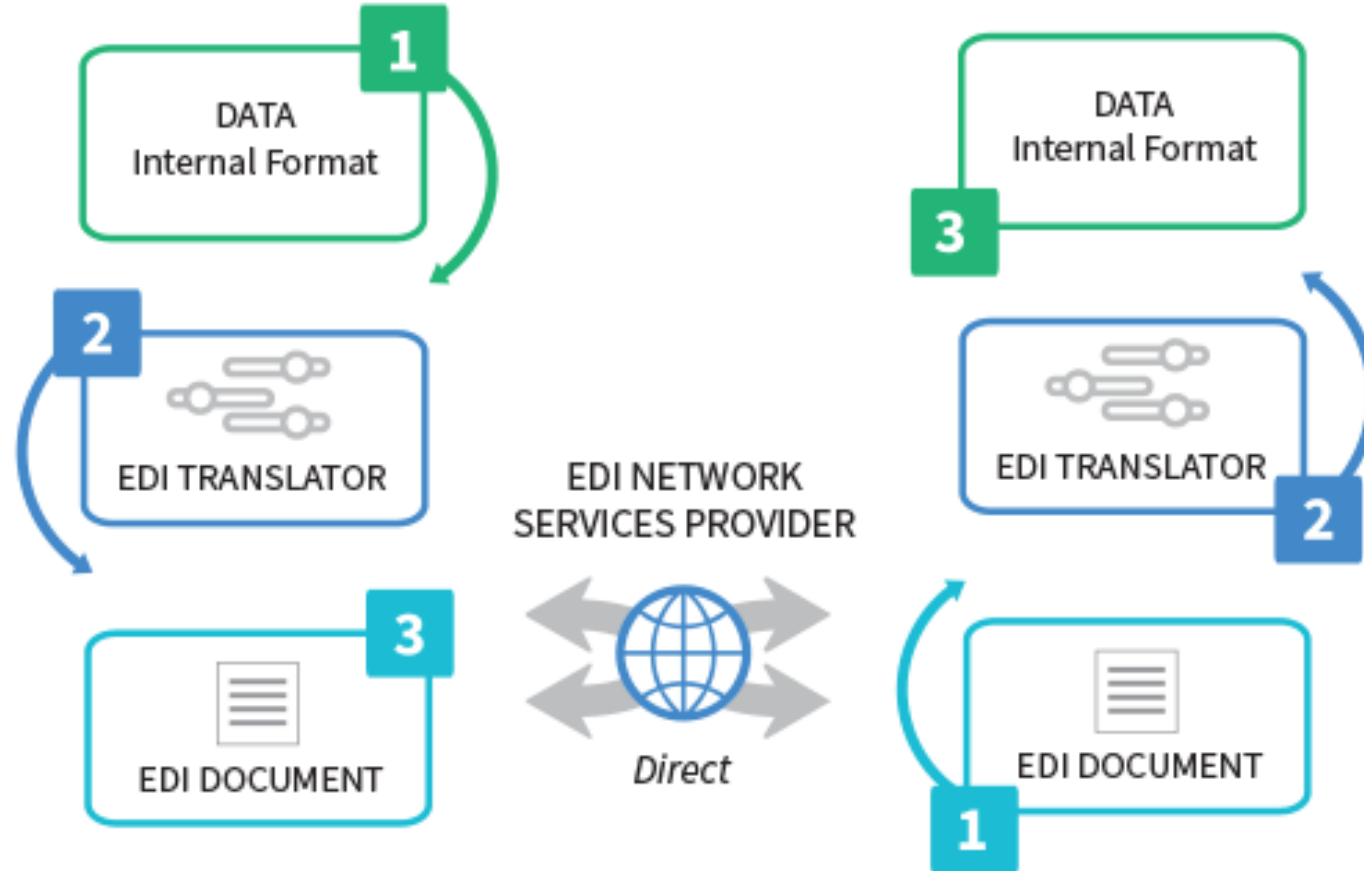 1
DATA
Internal Format
2
EDI TRANSLATOR
3
EDI DOCUMENT
EDI NETWORK
SERVICES PROVIDER
Direct
DATA
Internal Format
3
EDI TRANSLATOR
2
EDI DOCUMENT
1